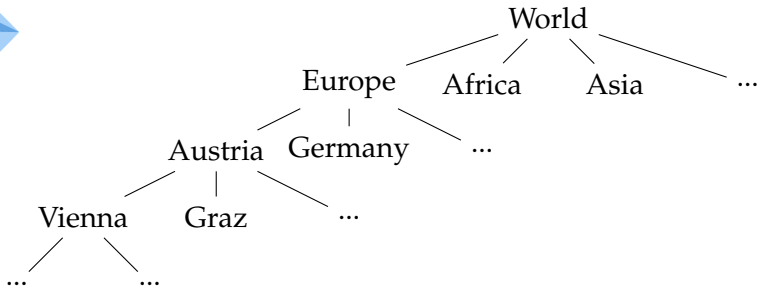 World
Europe Africa Asia ...
Austria Germany ...
Vienna Graz ...
... ...